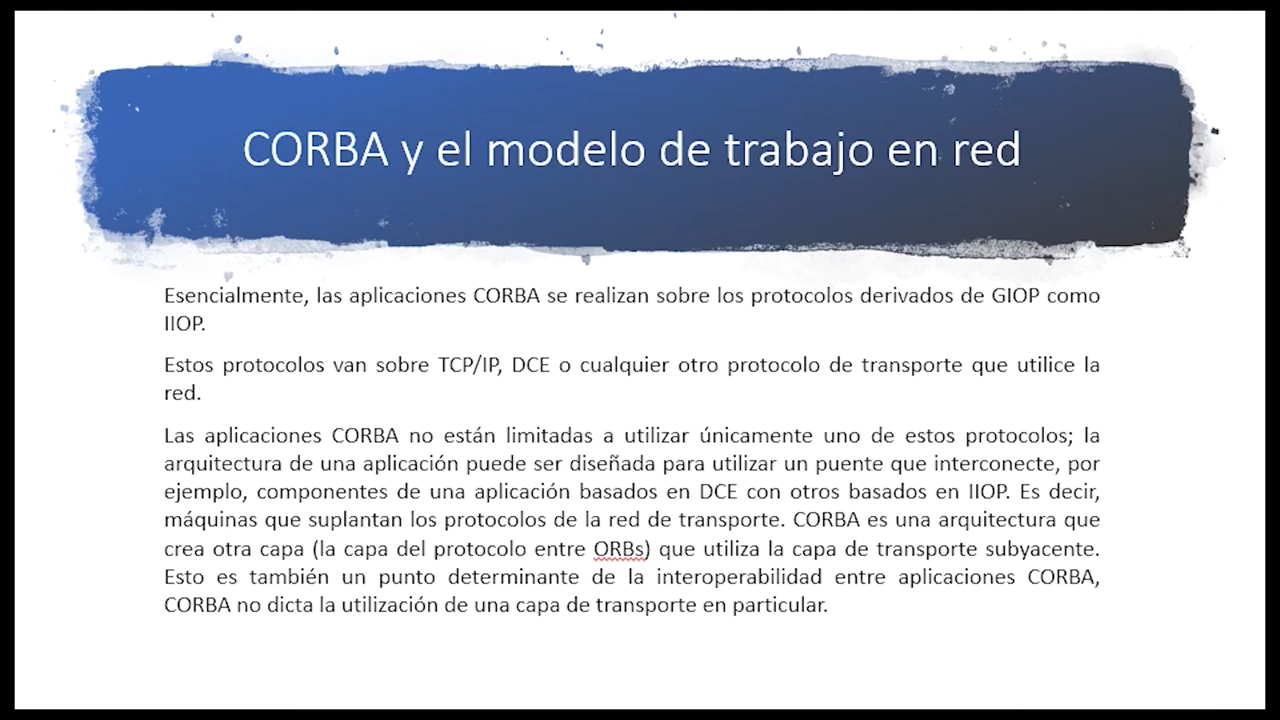 CORBA y el modelo de trabajo en red
Esencialmente, las aplicaciones CORBA se realizan sobre los protocolos derivados de GIOP como
IIOP.
Estos protocolos van sobre TCP/IP, DCE o cualquier otro protocolo de transporte que utilice la
red.
Las aplicaciones CORBA no están limitadas a utilizar únicamente uno de estos protocolos; la
arquitectura de una aplicación puede ser diseñada para utilizar un puente que interconecte, por
ejemplo, componentes de una aplicación basados en DCE con otros basados en IIOP. Es decir,
máquinas que suplantan los protocolos de la red de transporte. CORBA es una arquitectura que
crea otra capa (la capa del protocolo entre ORBs) que utiliza la capa de transporte subyacente.
Esto es también un punto determinante de la interoperabilidad entre aplicaciones CORBA,
CORBA no dicta la utilización de una capa de transporte en particular.